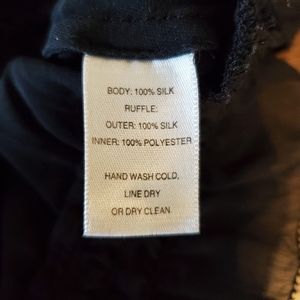 BODY: 100% SILK
RUFFLE:
OUTER: 100% SILK
INNER: 100% POLYESTER
HAND WASH COLD,
LINE DRY
OR DRY CLEAN